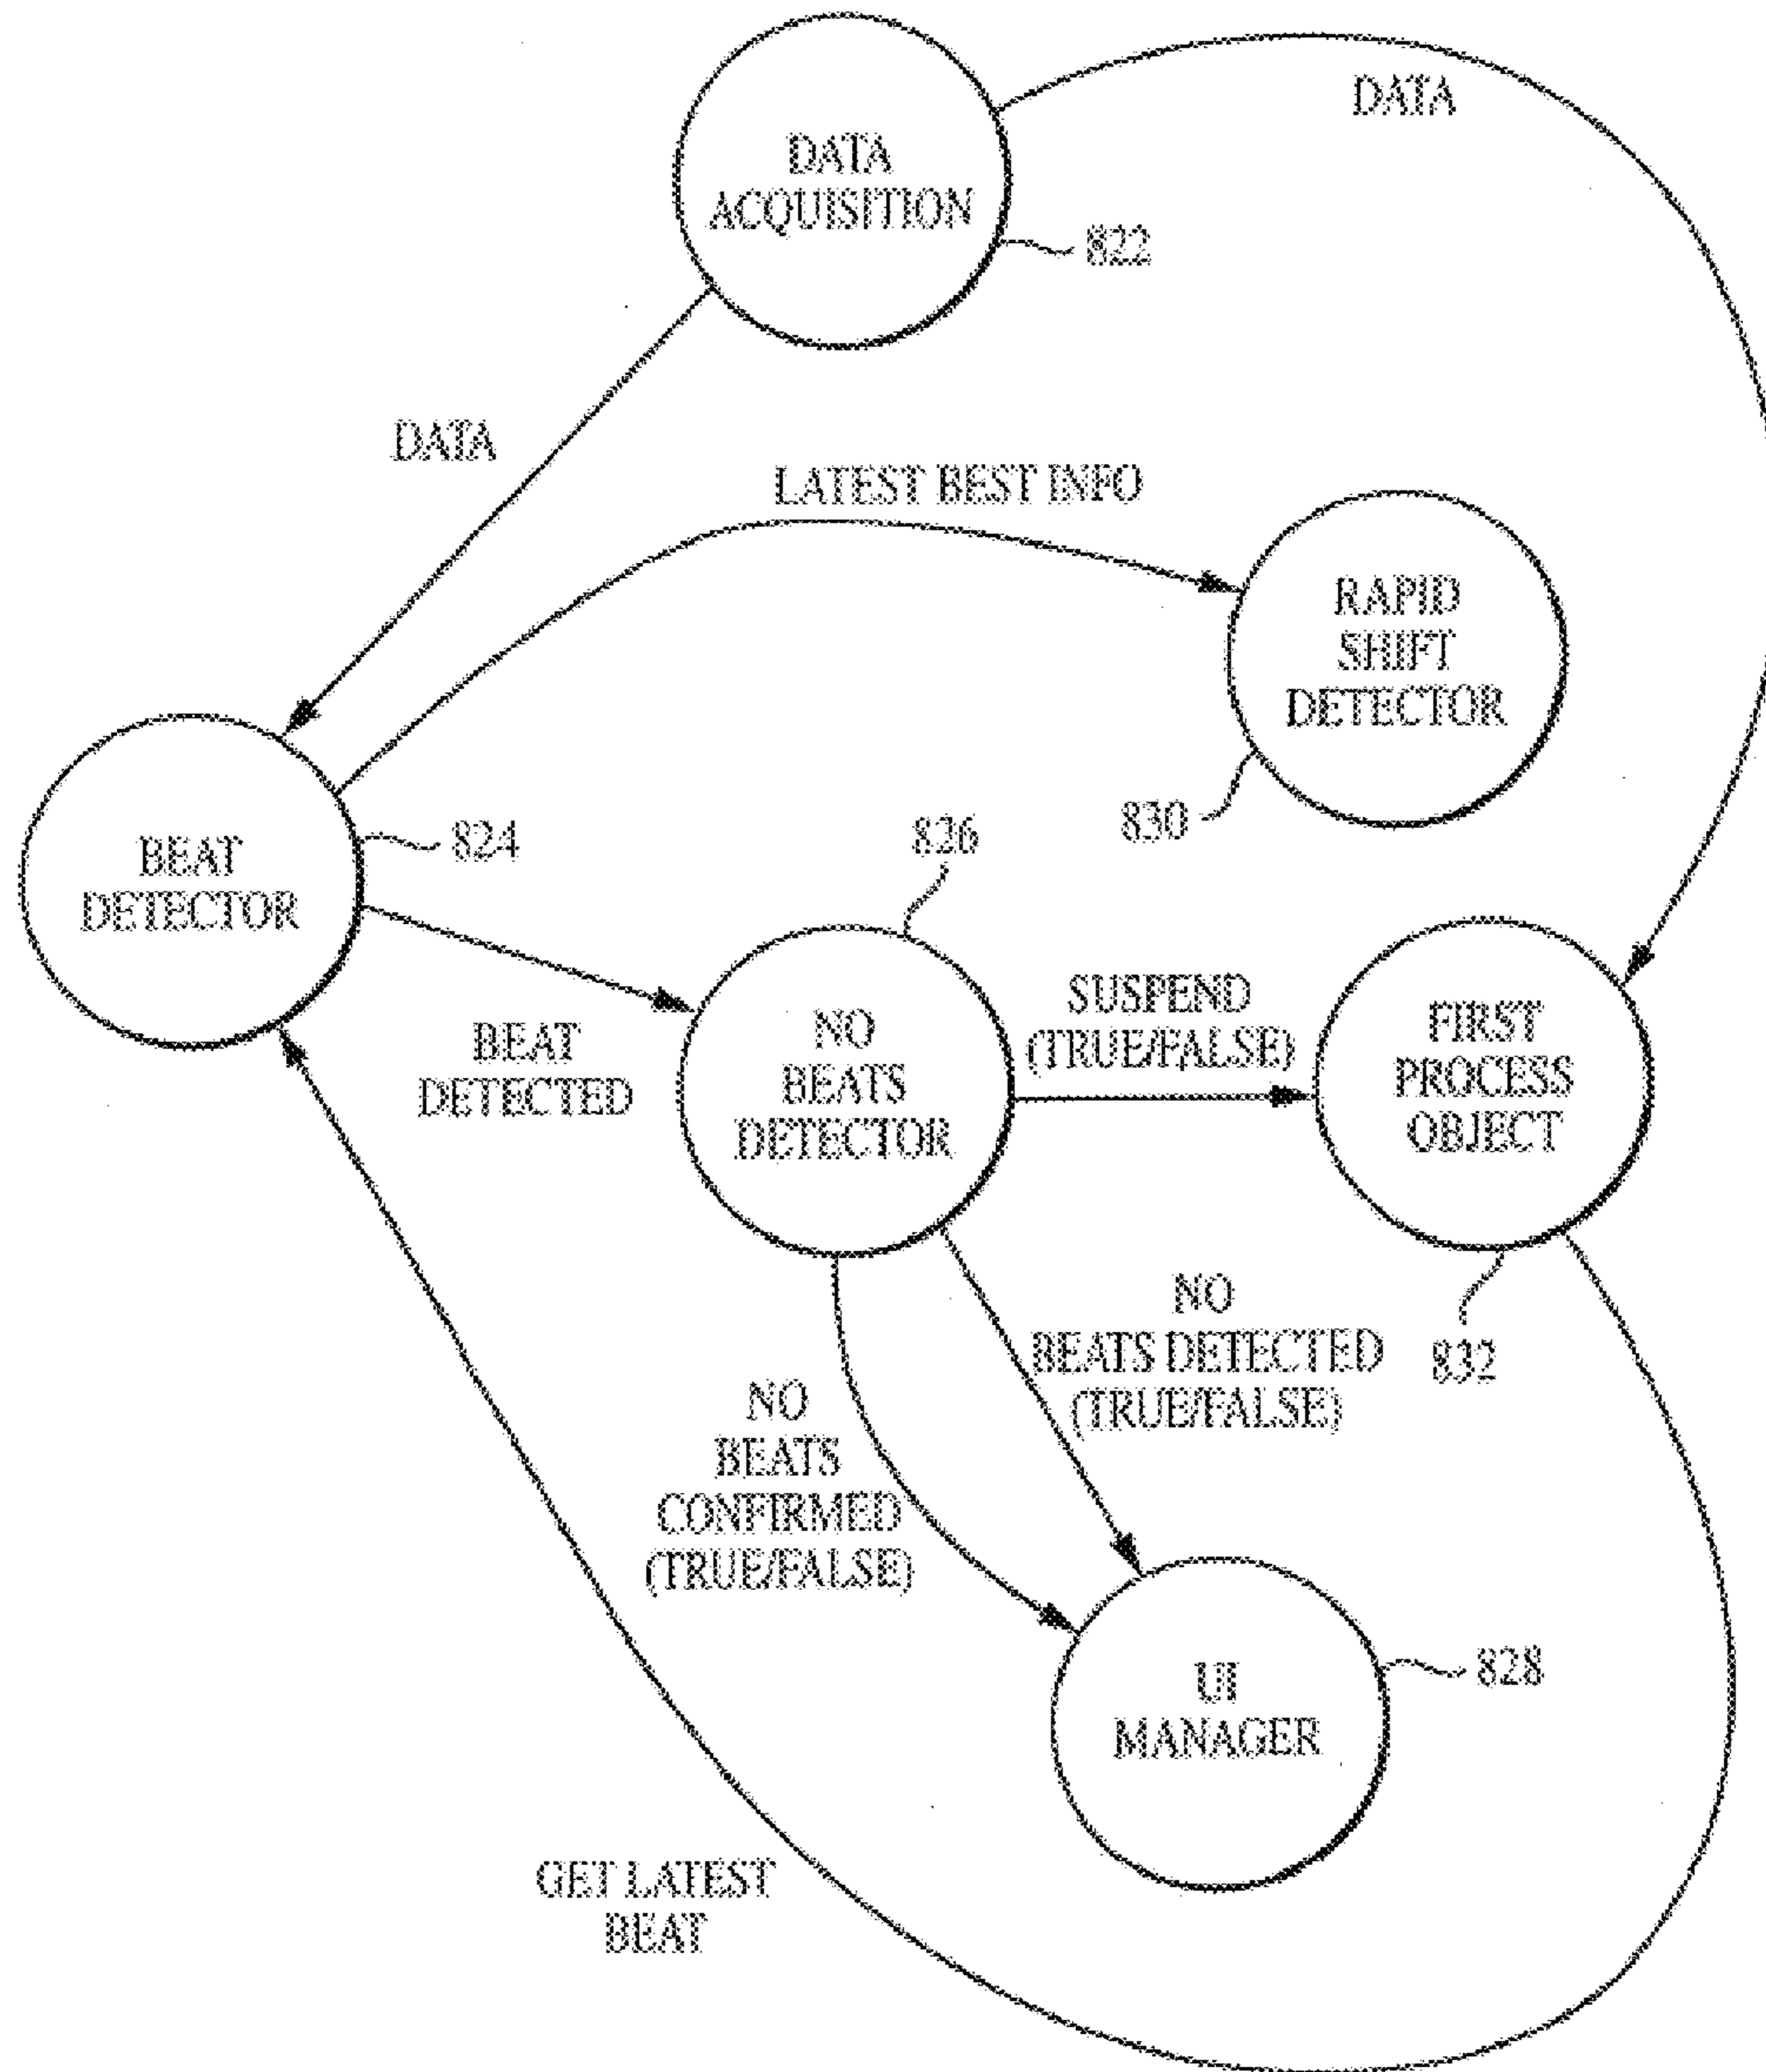 DATA
DATA
ACQUISITION
822
DATA
LATEST BEST INFO
RAPID
SHIFT
DETECTOR
830
BEAT
DETECTOR
824
826
BEAT
DETECTED
NO
BEATS
DETECTOR
SUSPEND
(TRUE/FALSE)
FIRST
PROCESS
OBJECT
832
NO
BEATS DETECTED
(TRUE/FALSE)
NO
BEATS
CONFIRMED
(TRUE/FALSE)
UI
MANAGER
828
GET LATEST
BEAT